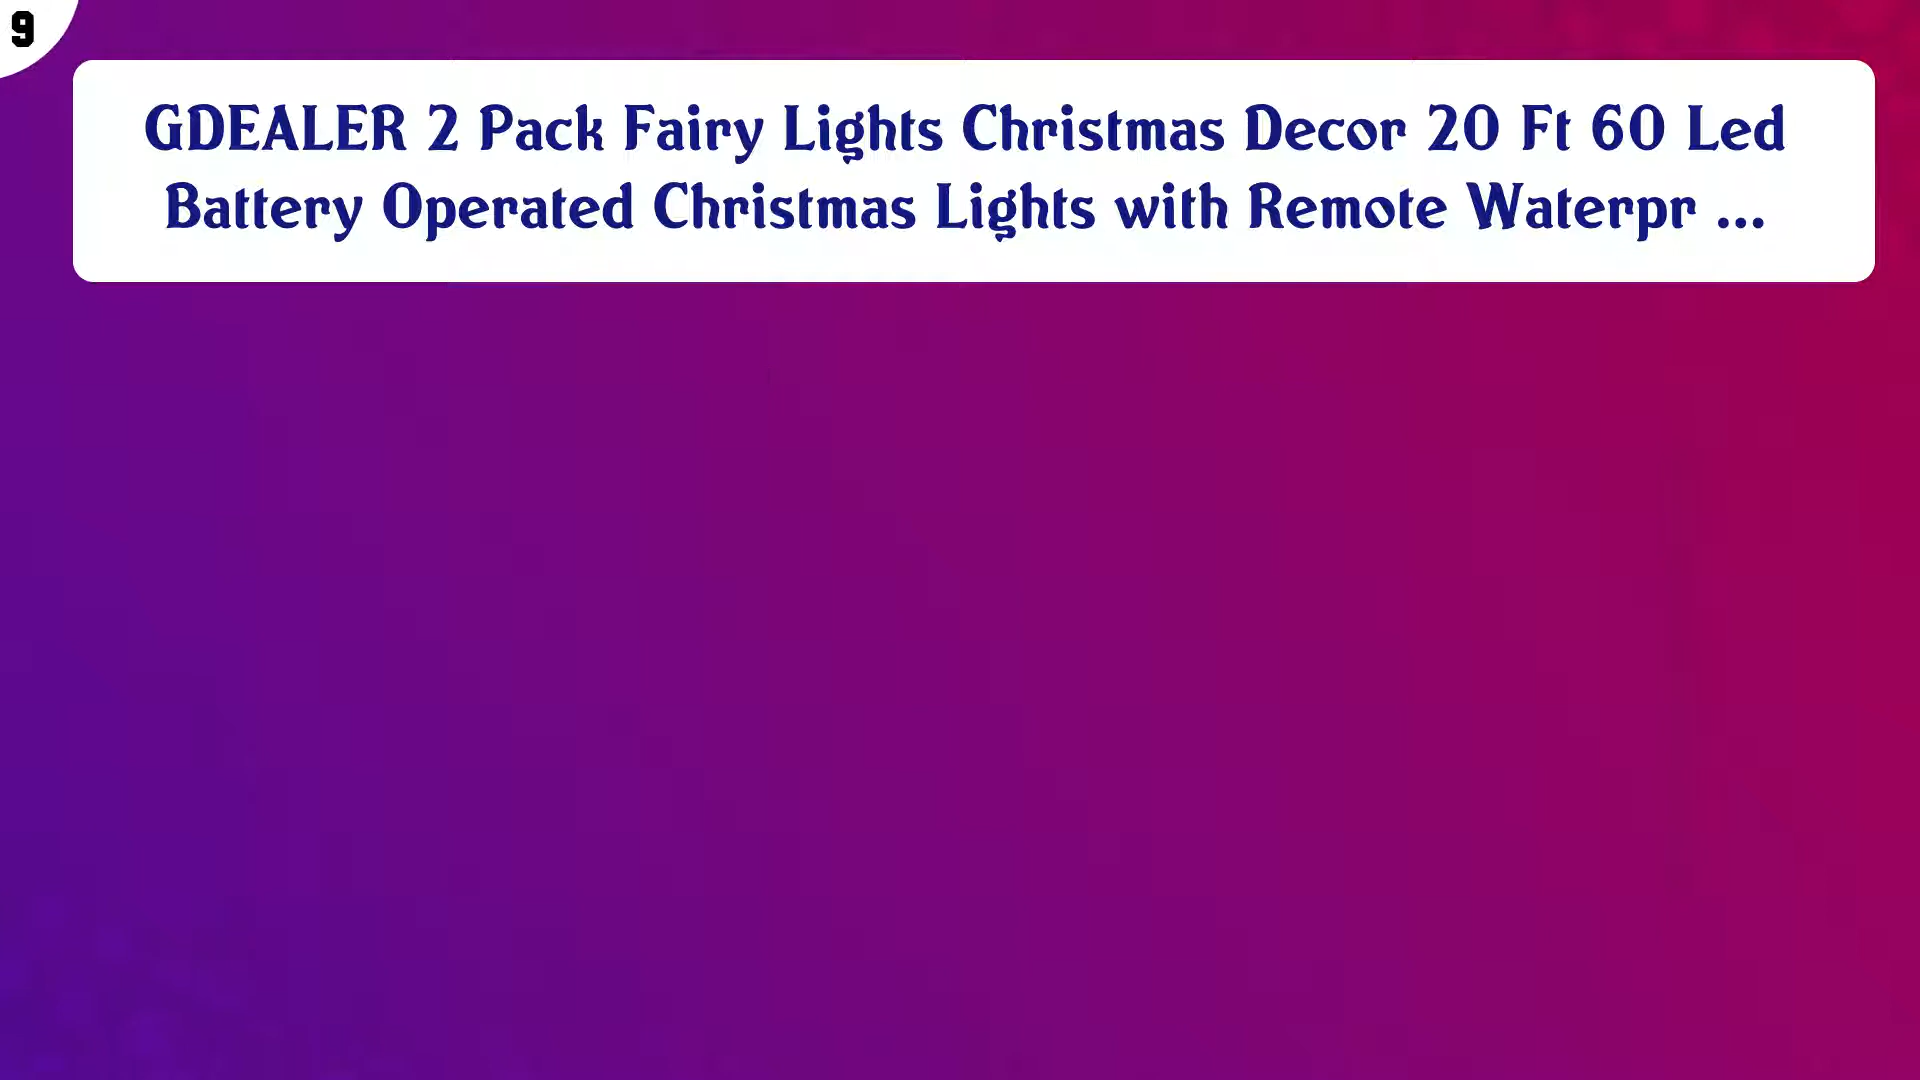 9
GDEALER 2 Pack Fairy Lights Christmas Decor 20 Ft 60 Led
Battery Operated Christmas Lights with Remote Waterpr ...